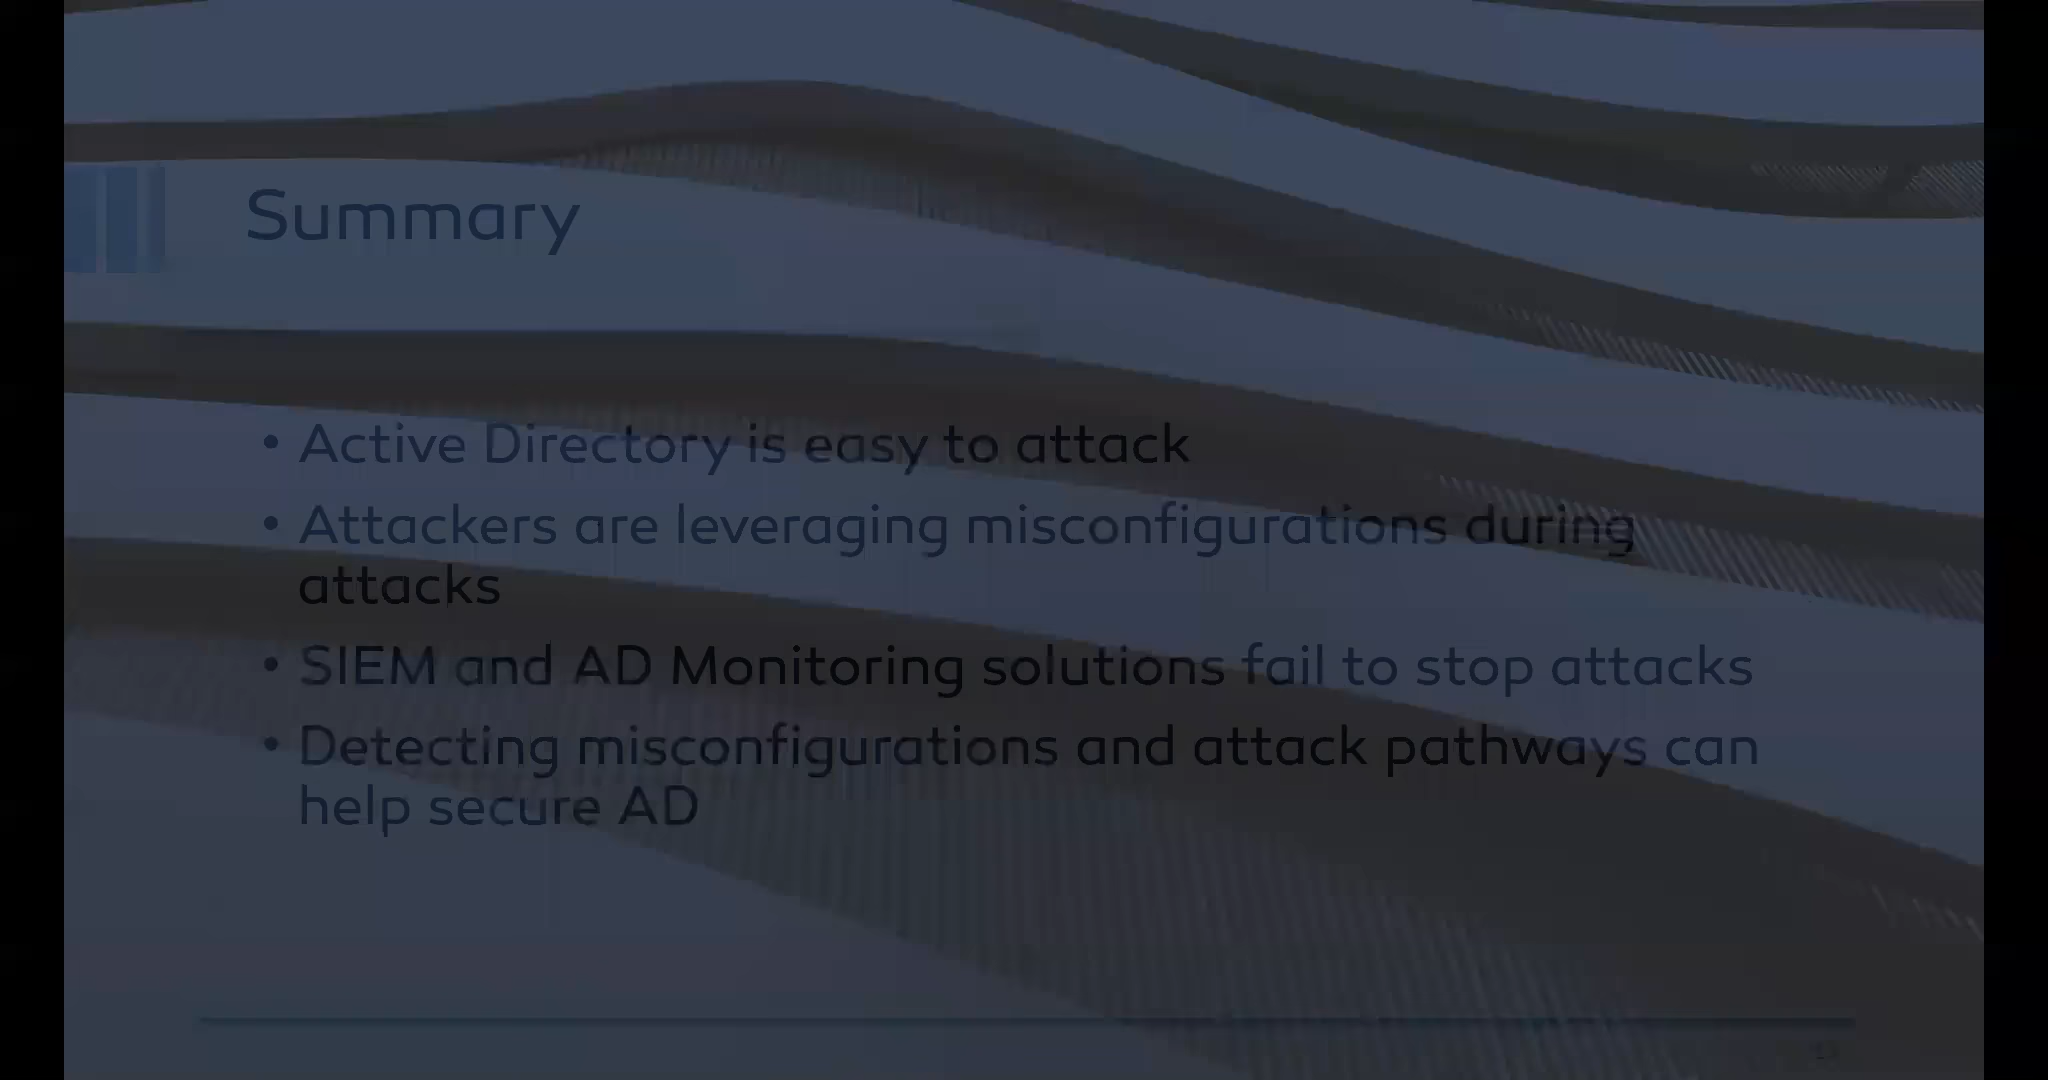 Summary
• Active Directory is easy to attack
• Attackers are leveraging misconfigurations during
attacks
• SIEM and AD Monitoring solutions fail to stop attacks
• Detecting misconfigurations and attack pathways can
help secure AD